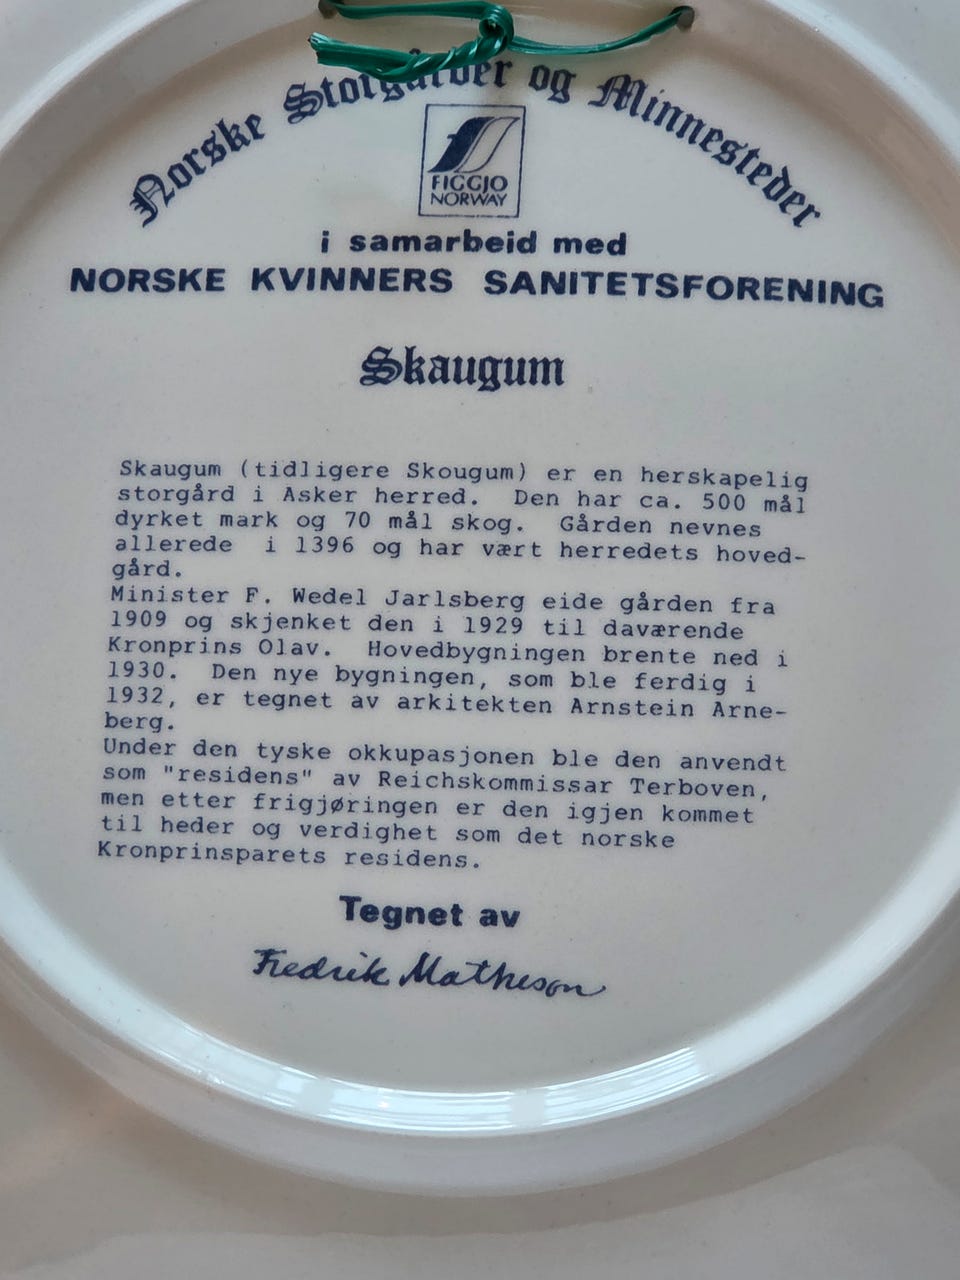 Norske Storgårder og Minnesteder
FIGGJO
NORWAY
i samarbeid med
NORSKE KVINNERS SANITETSFORENING
Skaugum
Skaugum (tidligere Skougum) er en herskapelig
storgård i Asker herred. Den har ca. 500 mål
dyrket mark og 70 mål skog. Gården nevnes
allerede i 1396 og har vært herredets hoved-
gård.
Minister F. Wedel Jarlsberg eide gården fra
1909 og skjenket den i 1929 til daværende
Kronprins Olav. Hovedbygningen brente ned i
1930. Den nye bygningen, som ble ferdig i
1932, er tegnet av arkitekten Arnstein Arne-
berg.
Under den tyske okkupasjonen ble den anvendt
som "residens" av Reichskommissar Terboven,
men etter frigjøringen er den igjen kommet
til heder og verdighet som det norske
Kronprinsparets residens.
Tegnet av
Fredrik Matheson